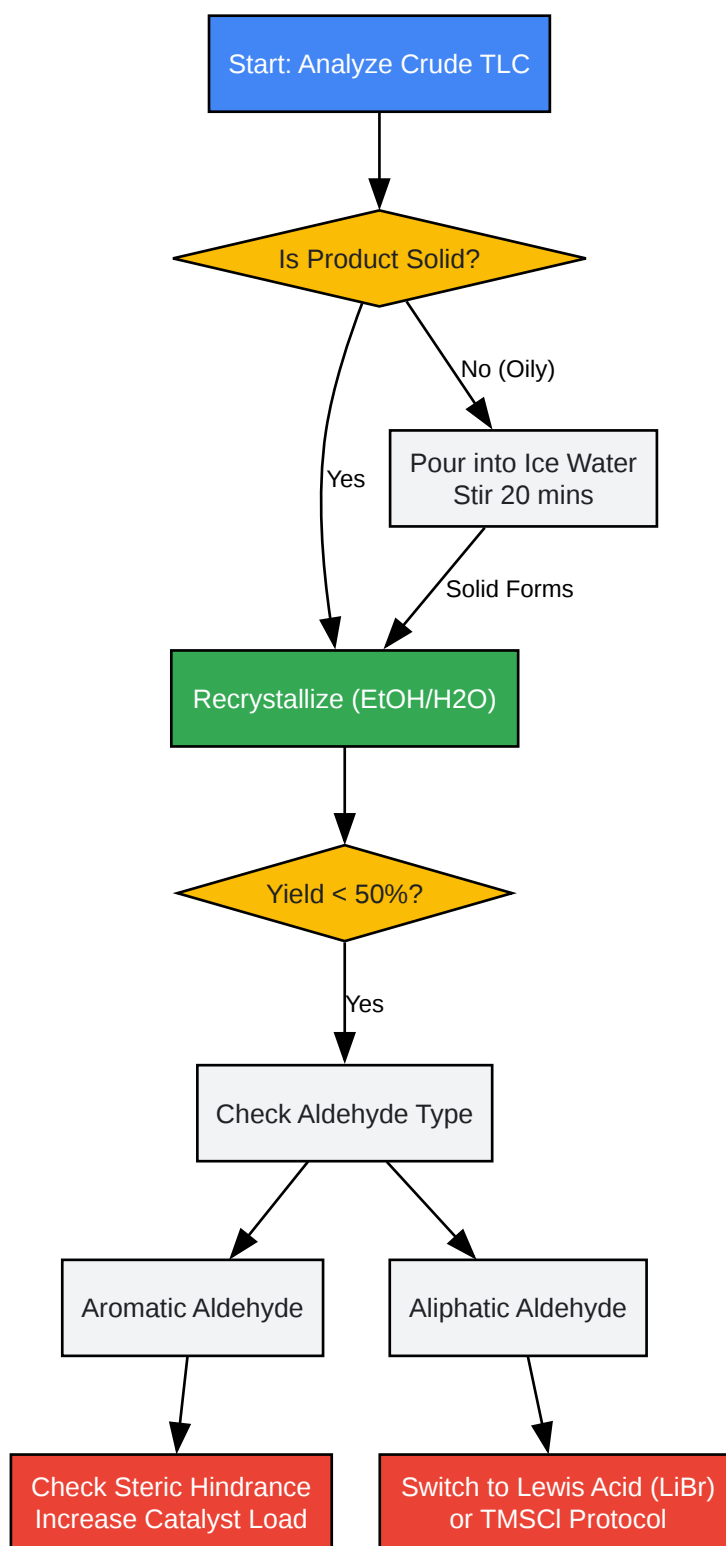 Start: Analyze Crude TLC
Is Product Solid?
No (Oily)
Pour into Ice Water
Stir 20 mins
Yes
Solid Forms
Recrystallize (EtOH/H2O)
Yield < 50%?
Yes
Check Aldehyde Type
Aromatic Aldehyde
Aliphatic Aldehyde
Check Steric Hindrance
Increase Catalyst Load
Switch to Lewis Acid (LiBr)
or TMSCl Protocol